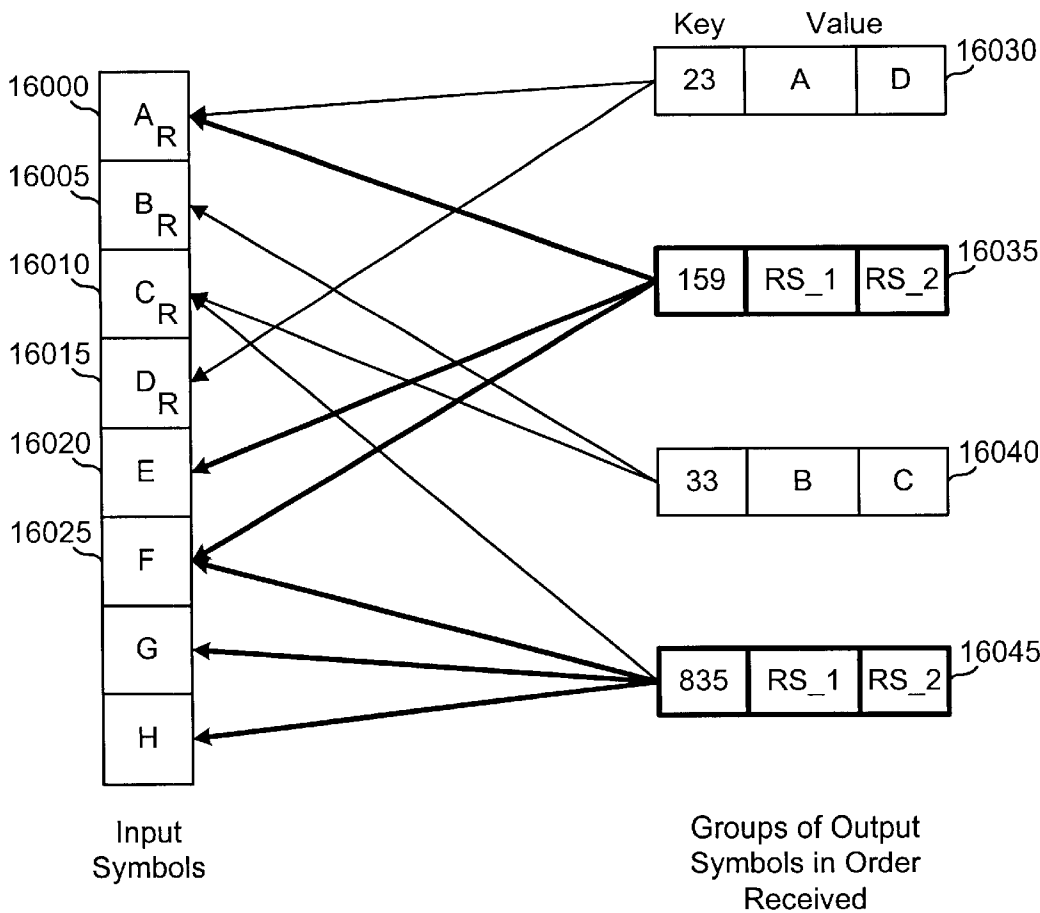 Key Value
16000 A R
16005 B R
16010 C R
16015 D R
16020 E
16025 F
G
H
23 A D 16030
159 RS_1 RS_2 16035
33 B C 16040
835 RS_1 RS_2 16045
Input
Symbols
Groups of Output
Symbols in Order
Received